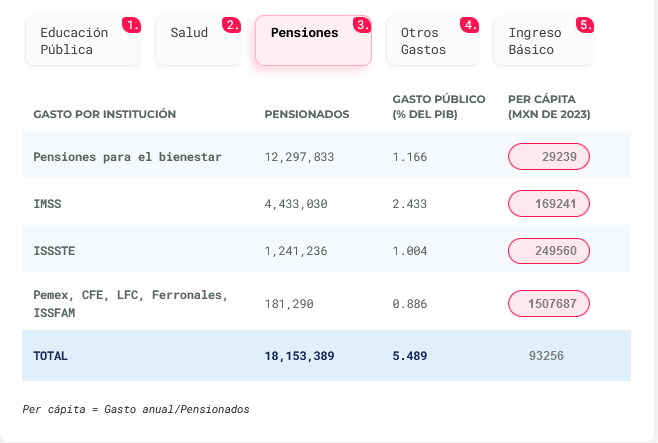 Educación Pública 1.
Salud 2.
Pensiones 3.
Otros Gastos 4.
Ingreso Básico 5.
GASTO POR INSTITUCIÓN PENSIONADOS GASTO PÚBLICO (% DEL PIB) PER CÁPITA (MXN DE 2023)
Pensiones para el bienestar 12,297,833 1.166 29239
IMSS 4,433,030 2.433 169241
ISSSTE 1,241,236 1.004 249560
Pemex, CFE, LFC, Ferronales, ISSFAM 181,290 0.886 1507687
TOTAL 18,153,389 5.489 93256
Per cápita = Gasto anual/Pensionados